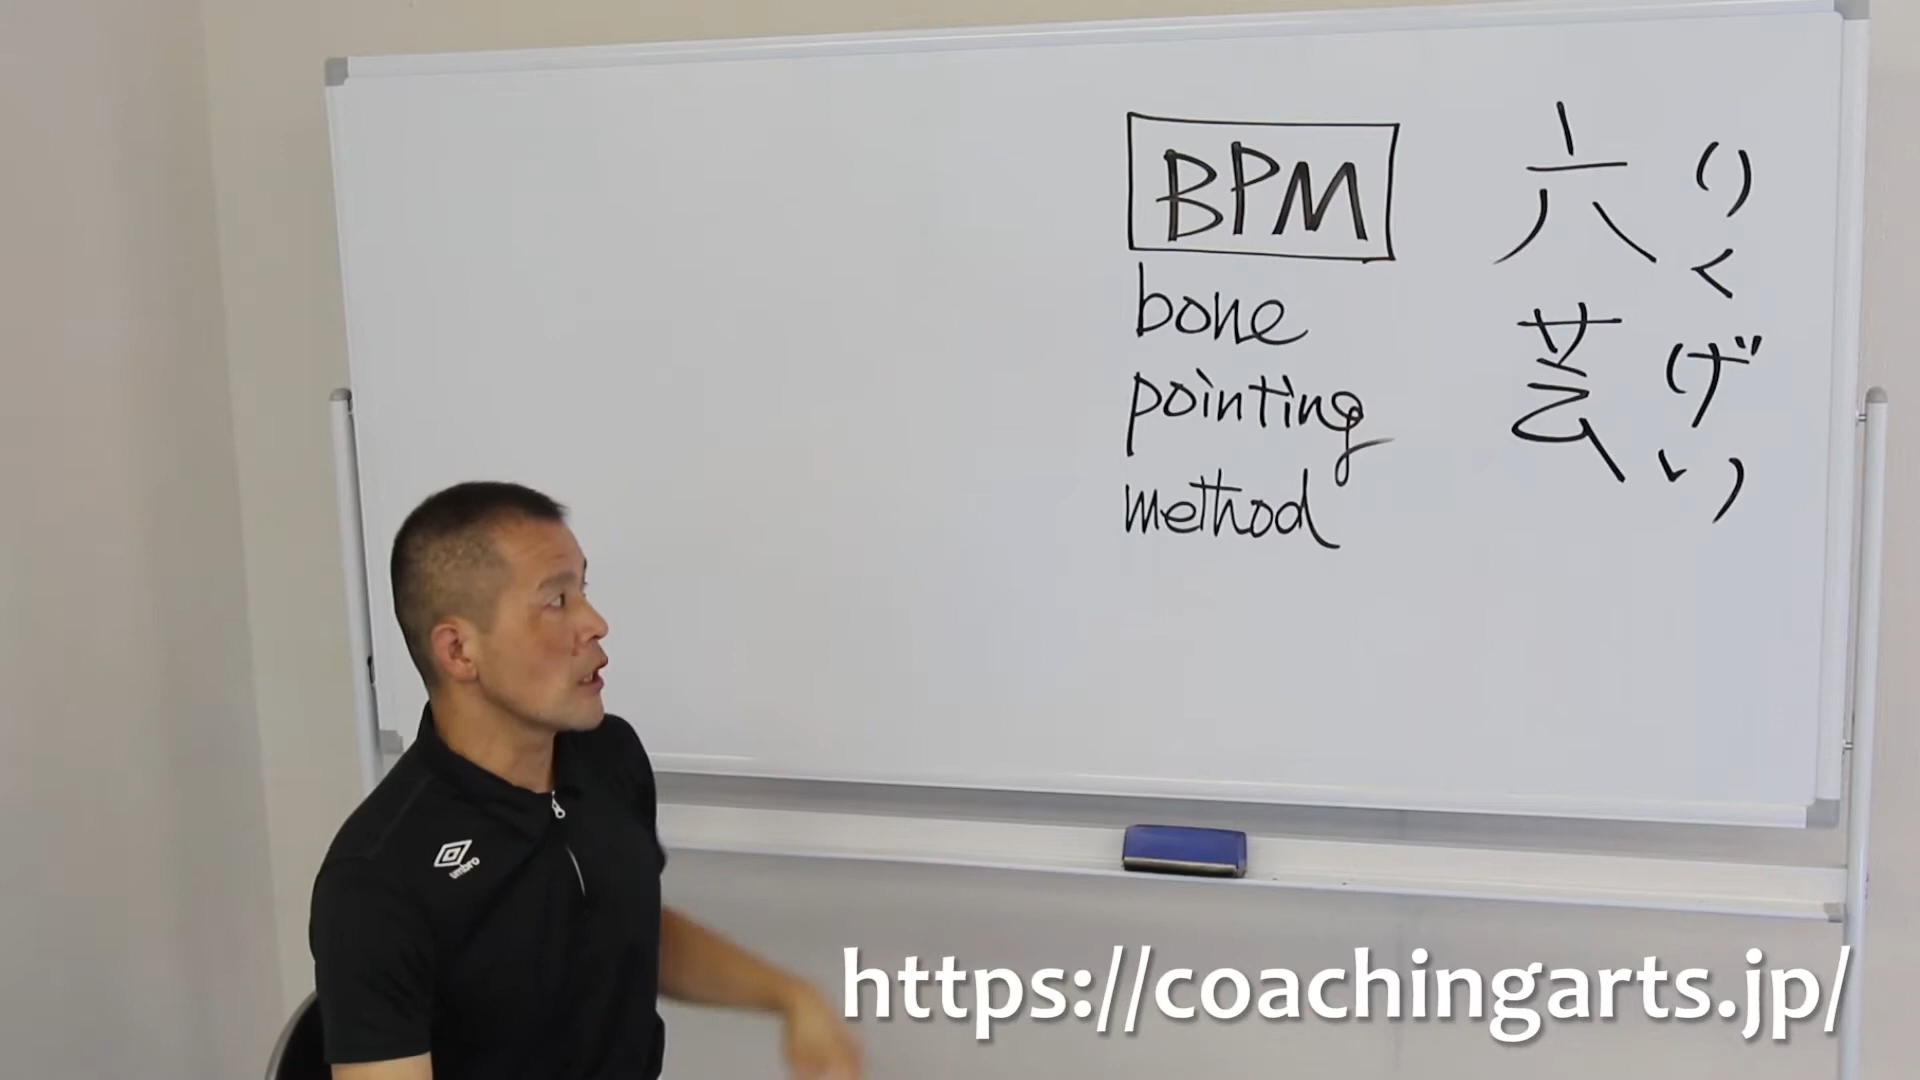 BPM
bone
pointing
method
六芸
りくげい
umbro
https://coachingarts.jp/